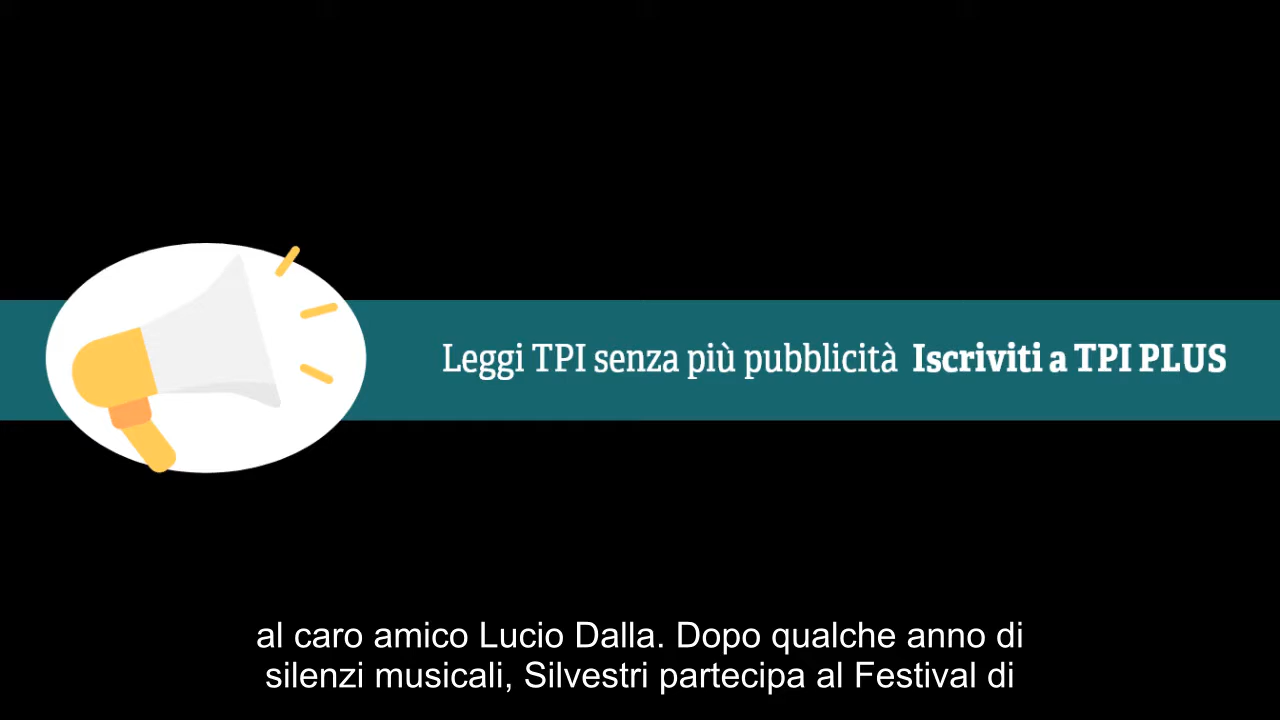 Leggi TPI senza più pubblicità Iscriviti a TPI PLUS
al caro amico Lucio Dalla. Dopo qualche anno di
silenzi musicali, Silvestri partecipa al Festival di